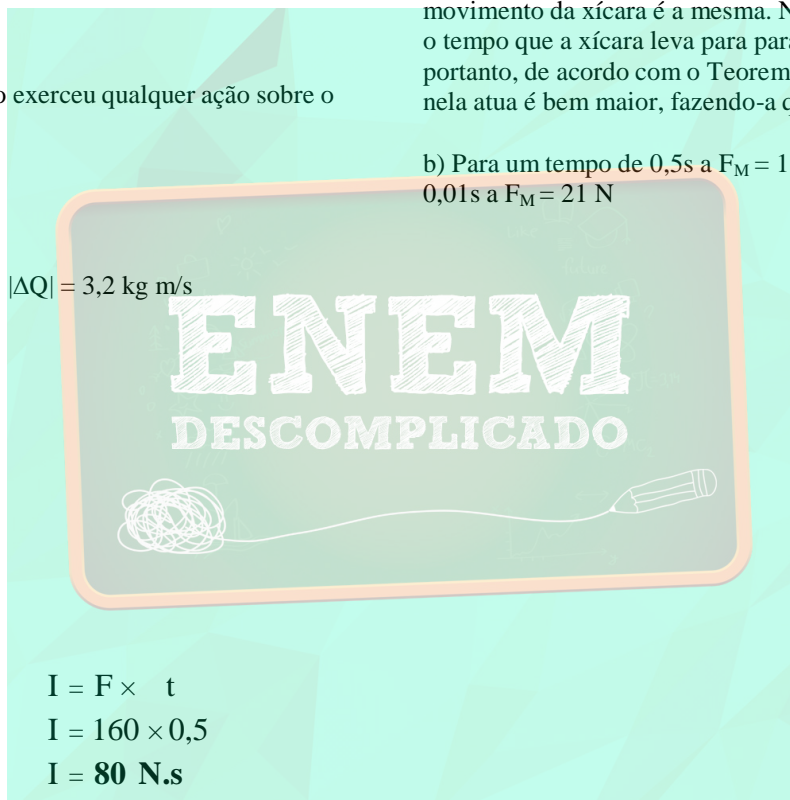 o exerceu qualquer ação sobre o
|ΔQ| = 3,2 kg m/s
movimento da xícara é a mesma. N
o tempo que a xícara leva para par
portanto, de acordo com o Teorem
nela atua é bem maior, fazendo-a q
b) Para um tempo de 0,5s a F_M = 1
0,01s a F_M = 21 N
ENEM
DESCOMPLICADO
I = F × t
I = 160 × 0,5
I = 80 N.s